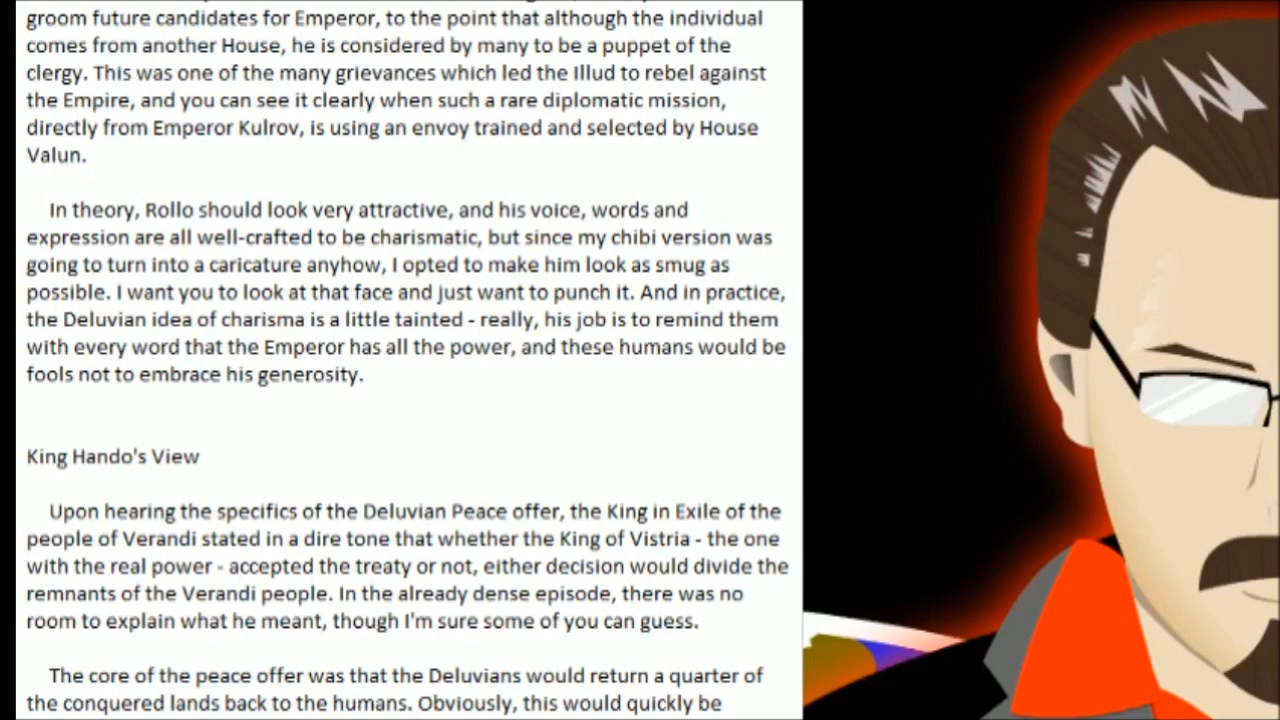 groom future candidates for Emperor, to the point that although the individual
comes from another House, he is considered by many to be a puppet of the
clergy. This was one of the many grievances which led the Illud to rebel against
the Empire, and you can see it clearly when such a rare diplomatic mission,
directly from Emperor Kulrov, is using an envoy trained and selected by House
Valun.
In theory, Rollo should look very attractive, and his voice, words and
expression are all well-crafted to be charismatic, but since my chibi version was
going to turn into a caricature anyhow, I opted to make him look as smug as
possible. I want you to look at that face and just want to punch it. And in practice,
the Deluvian idea of charisma is a little tainted - really, his job is to remind them
with every word that the Emperor has all the power, and these humans would be
fools not to embrace his generosity.
King Hando's View
Upon hearing the specifics of the Deluvian Peace offer, the King in Exile of the
people of Verandi stated in a dire tone that whether the King of Vistria - the one
with the real power - accepted the treaty or not, either decision would divide the
remnants of the Verandi people. In the already dense episode, there was no
room to explain what he meant, though I'm sure some of you can guess.
The core of the peace offer was that the Deluvians would return a quarter of
the conquered lands back to the humans. Obviously, this would quickly be